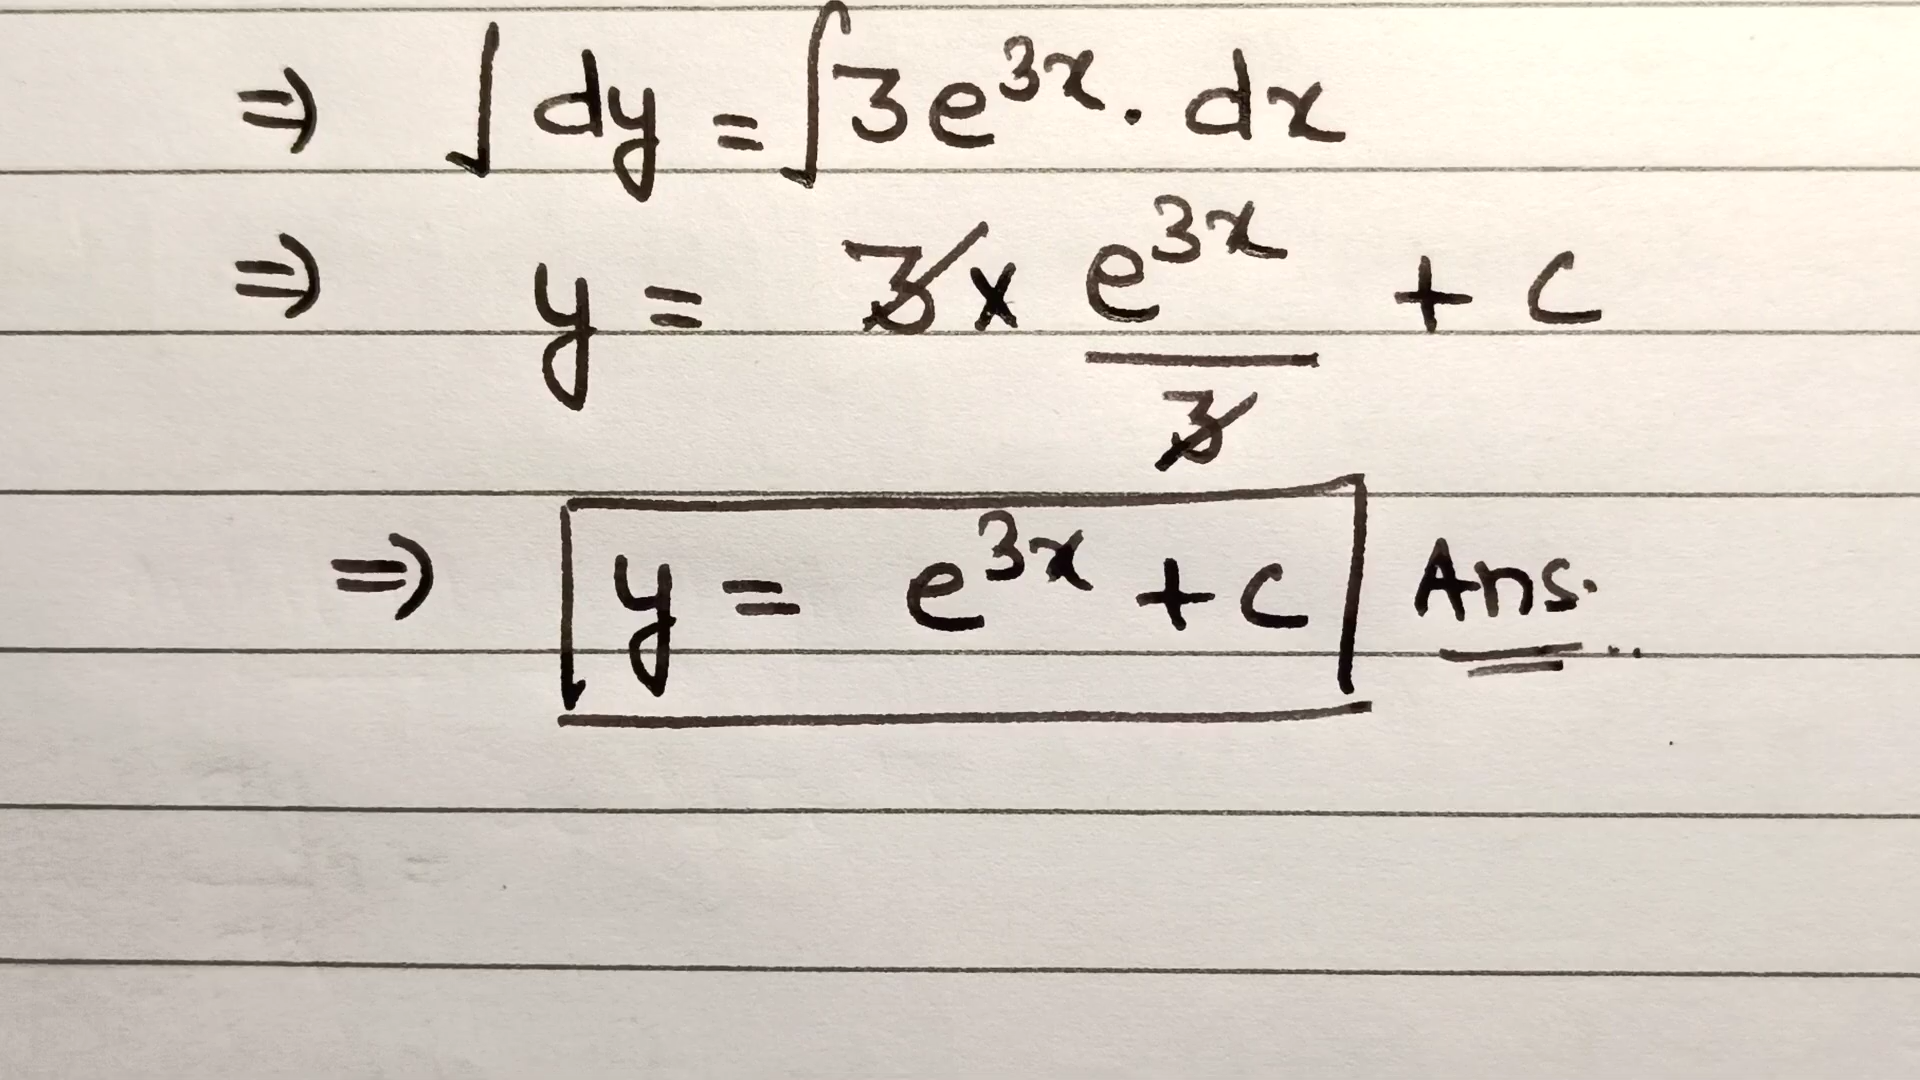 ⇒ ∫ dy = ∫ 3e^{3x} . dx
⇒ y = 3 × e^{3x}/3 + c
⇒ y = e^{3x} + c Ans.